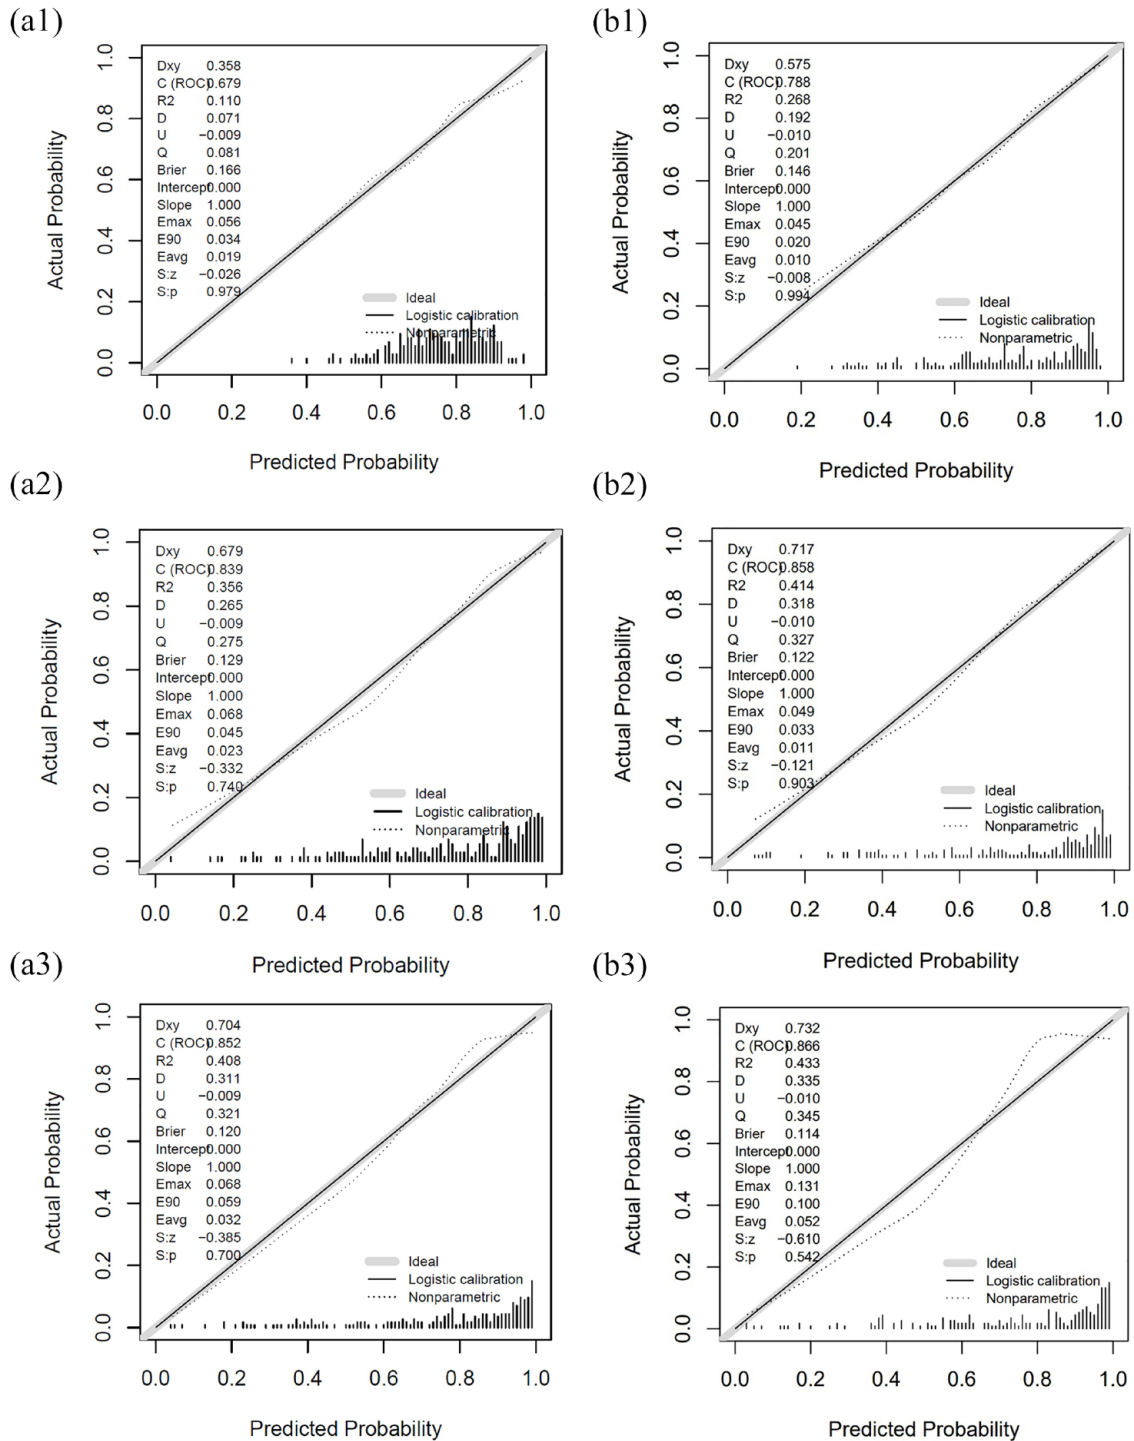 (a1)
Actual Probability
1.0
0.8
0.6
0.4
0.2
0.0
Dxy 0.358
C (ROC) 0.679
R2 0.110
D 0.071
U −0.009
Q 0.081
Brier 0.166
Intercept 0.000
Slope 1.000
Emax 0.056
E90 0.034
Eavg 0.019
S:z −0.026
S:p 0.979
Ideal
Logistic calibration
Nonparametric
0.0 0.2 0.4 0.6 0.8 1.0
Predicted Probability
(b1)
Actual Probability
1.0
0.8
0.6
0.4
0.2
0.0
Dxy 0.575
C (ROC) 0.788
R2 0.268
D 0.192
U −0.010
Q 0.201
Brier 0.146
Intercept 0.000
Slope 1.000
Emax 0.045
E90 0.020
Eavg 0.010
S:z −0.008
S:p 0.994
Ideal
Logistic calibration
Nonparametric
0.0 0.2 0.4 0.6 0.8 1.0
Predicted Probability
(a2)
Actual Probability
1.0
0.8
0.6
0.4
0.2
0.0
Dxy 0.679
C (ROC) 0.839
R2 0.356
D 0.265
U −0.009
Q 0.275
Brier 0.129
Intercept 0.000
Slope 1.000
Emax 0.068
E90 0.045
Eavg 0.023
S:z −0.332
S:p 0.740
Ideal
Logistic calibration
Nonparametric
0.0 0.2 0.4 0.6 0.8 1.0
Predicted Probability
(b2)
Actual Probability
1.0
0.8
0.6
0.4
0.2
0.0
Dxy 0.717
C (ROC) 0.858
R2 0.414
D 0.318
U −0.010
Q 0.327
Brier 0.122
Intercept 0.000
Slope 1.000
Emax 0.049
E90 0.033
Eavg 0.011
S:z −0.121
S:p 0.903
Ideal
Logistic calibration
Nonparametric
0.0 0.2 0.4 0.6 0.8 1.0
Predicted Probability
(a3)
Actual Probability
1.0
0.8
0.6
0.4
0.2
0.0
Dxy 0.704
C (ROC) 0.852
R2 0.408
D 0.311
U −0.009
Q 0.321
Brier 0.120
Intercept 0.000
Slope 1.000
Emax 0.068
E90 0.059
Eavg 0.032
S:z −0.385
S:p 0.700
Ideal
Logistic calibration
Nonparametric
0.0 0.2 0.4 0.6 0.8 1.0
Predicted Probability
(b3)
Actual Probability
1.0
0.8
0.6
0.4
0.2
0.0
Dxy 0.732
C (ROC) 0.866
R2 0.433
D 0.335
U −0.010
Q 0.345
Brier 0.114
Intercept 0.000
Slope 1.000
Emax 0.131
E90 0.100
Eavg 0.052
S:z −0.610
S:p 0.542
Ideal
Logistic calibration
Nonparametric
0.0 0.2 0.4 0.6 0.8 1.0
Predicted Probability